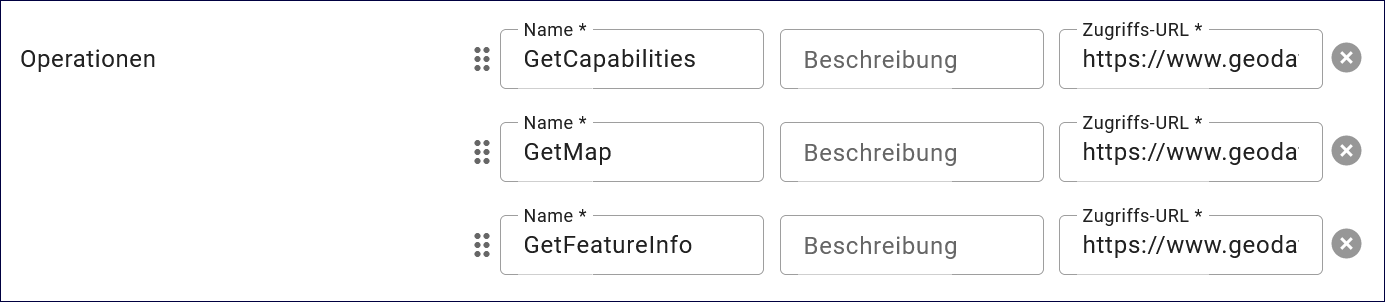 Operationen
Name *
GetCapabilities
Beschreibung
Zugriffs-URL *
https://www.geoda
Name *
GetMap
Beschreibung
Zugriffs-URL *
https://www.geoda
Name *
GetFeatureInfo
Beschreibung
Zugriffs-URL *
https://www.geoda